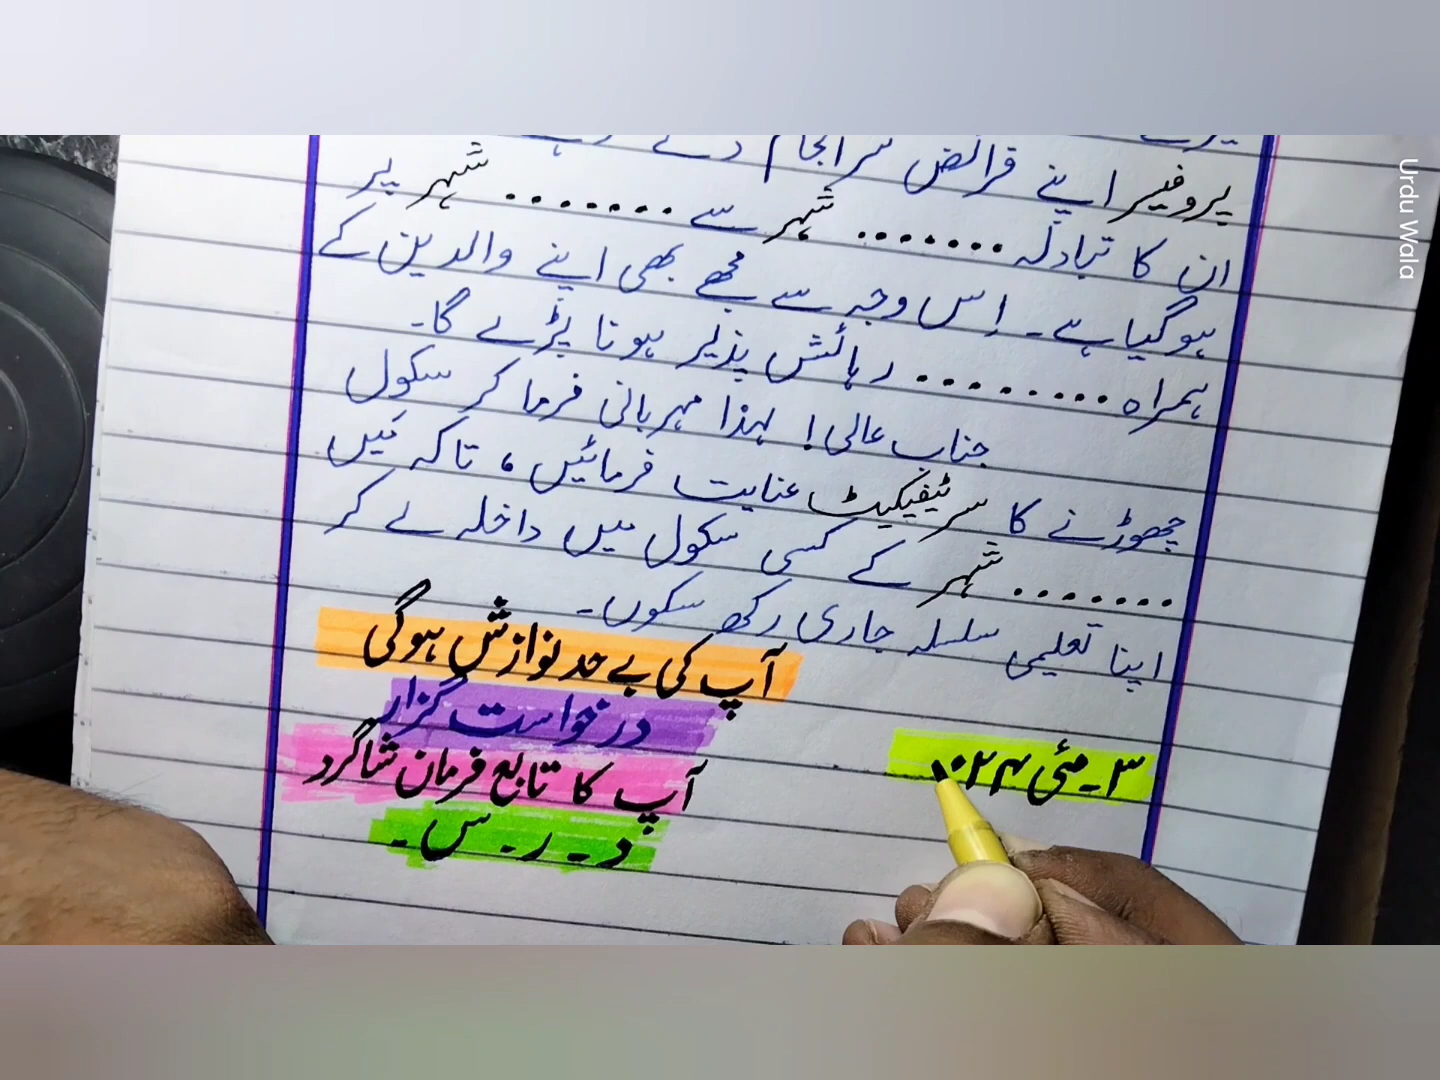 پروفیسر اپنے فرائض سرانجام دے رہے
ان کا تبادلہ ....... شہر سے ........ شہر پر
ہوگیا ہے۔ اِس وجہ سے مجھے بھی اپنے والدین کے
ہمراہ ......... رہائش پذیر ہونا پڑے گا۔
جناب عالی! لہذا مہربانی فرما کر سکول
چھوڑنے کا سرٹیفیکیٹ عنایت فرمائیں، تاکہ مَیں
....... شہر کے کسی سکول میں داخلہ لے کر
اپنا تعلیمی سلسلہ جاری رکھ سکوں۔
آپ کی بے حد نوازش ہوگی
درخواست گزار
۳۔مئی ۲۰۲۴
آپ کا تابع فرمان شاگرد
د۔ ر۔ س۔
Urdu Wala